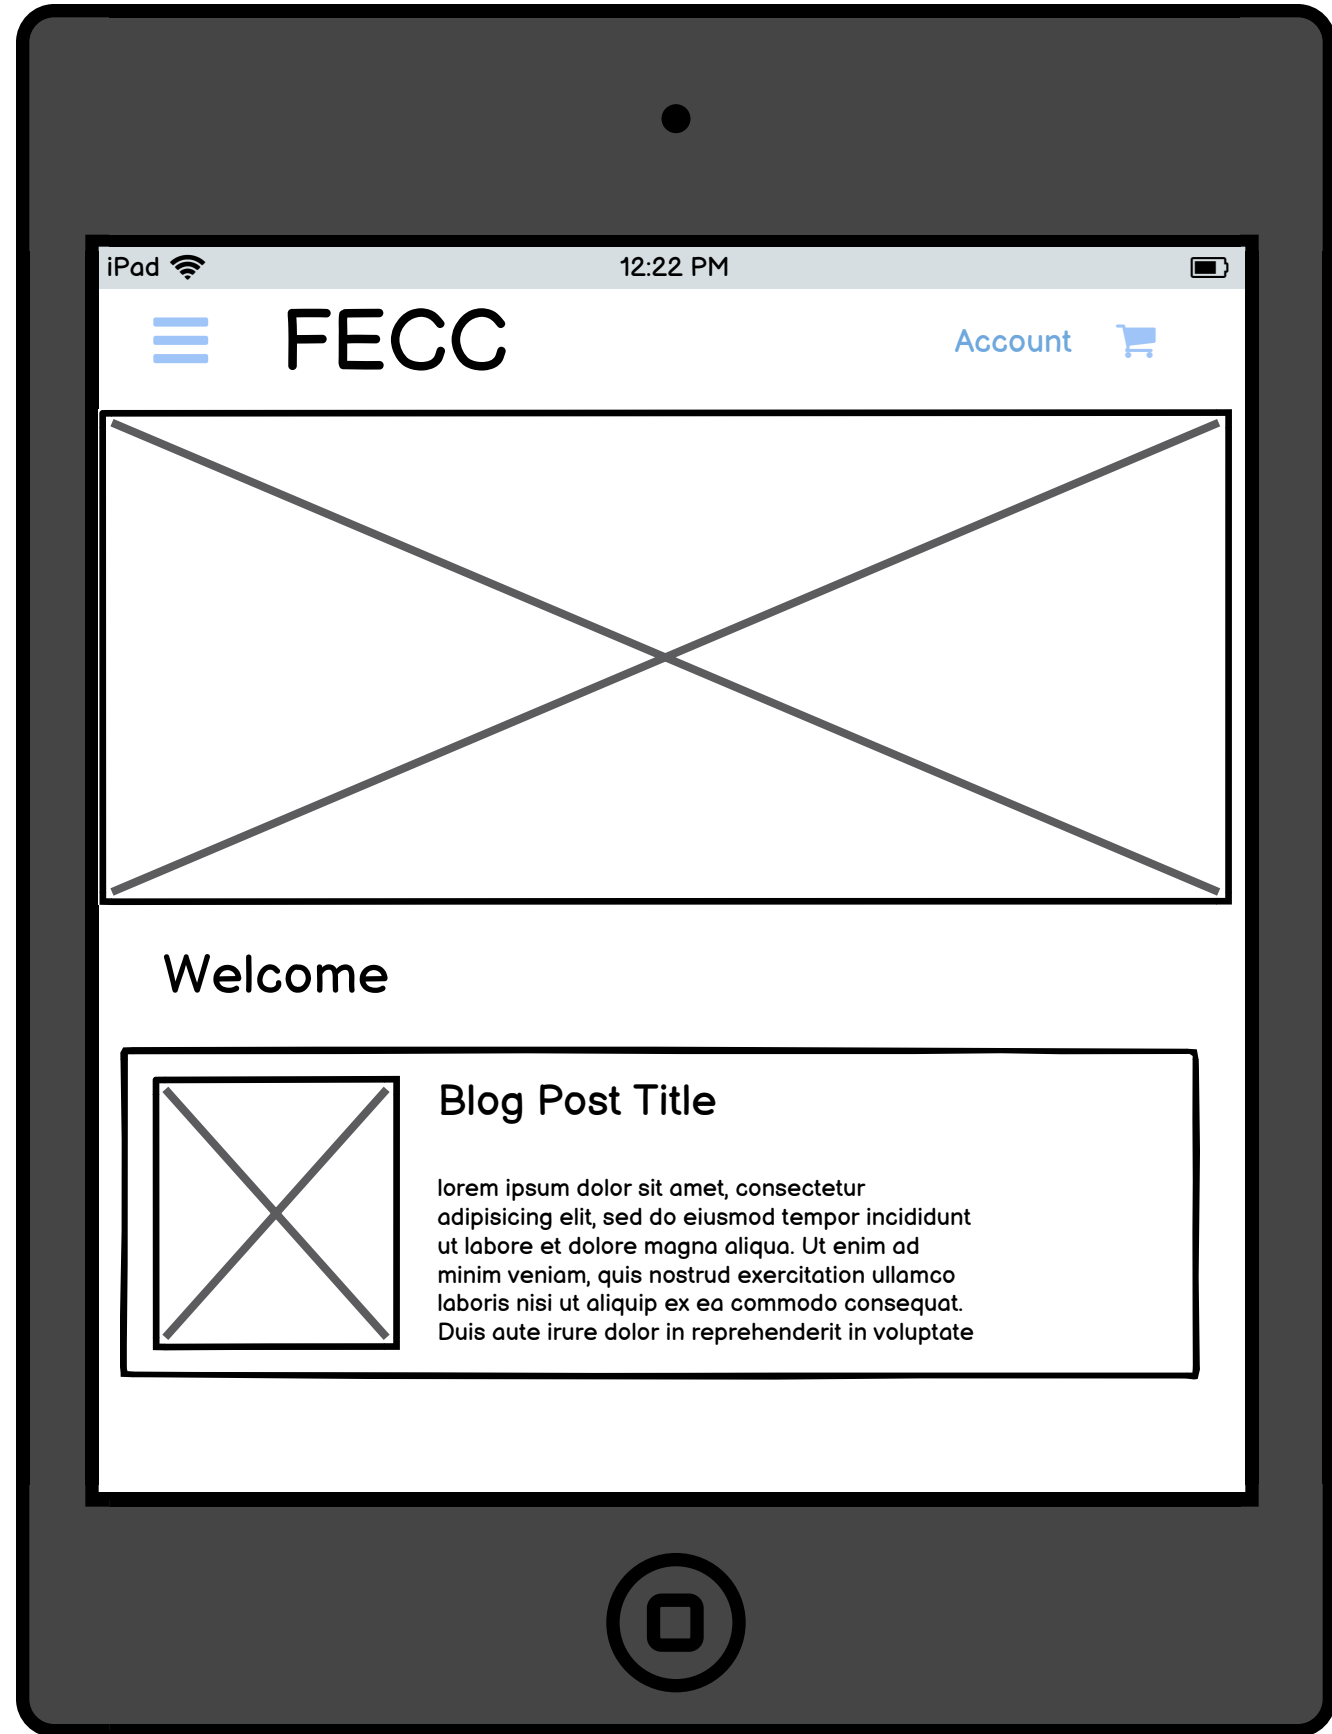 iPad
12:22 PM
FECC
Account
Welcome
Blog Post Title
lorem ipsum dolor sit amet, consectetur
adipisicing elit, sed do eiusmod tempor incididunt
ut labore et dolore magna aliqua. Ut enim ad
minim veniam, quis nostrud exercitation ullamco
laboris nisi ut aliquip ex ea commodo consequat.
Duis aute irure dolor in reprehenderit in voluptate